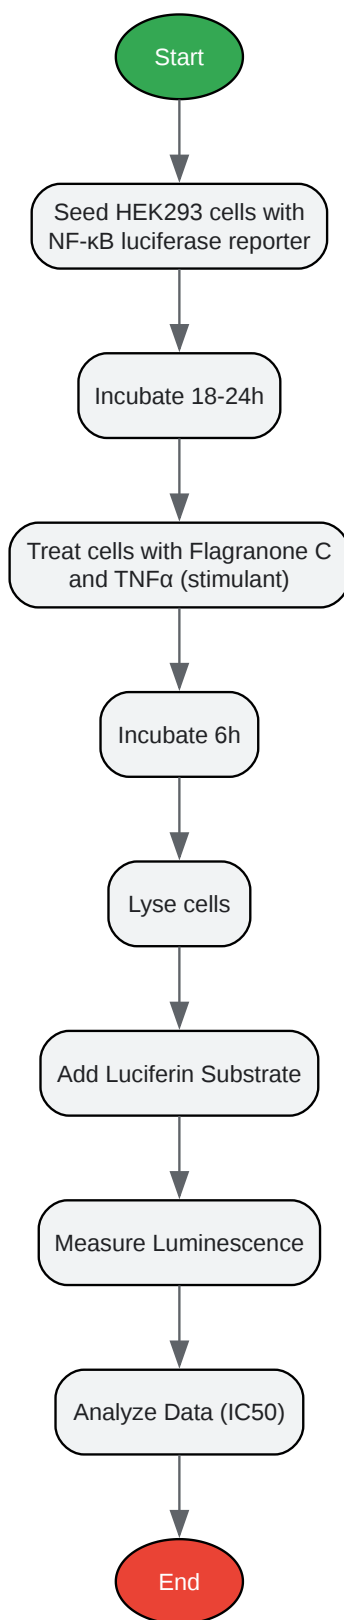 Start
Seed HEK293 cells with
NF-κB luciferase reporter
Incubate 18-24h
Treat cells with Flagranone C
and TNFα (stimulant)
Incubate 6h
Lyse cells
Add Luciferin Substrate
Measure Luminescence
Analyze Data (IC50)
End